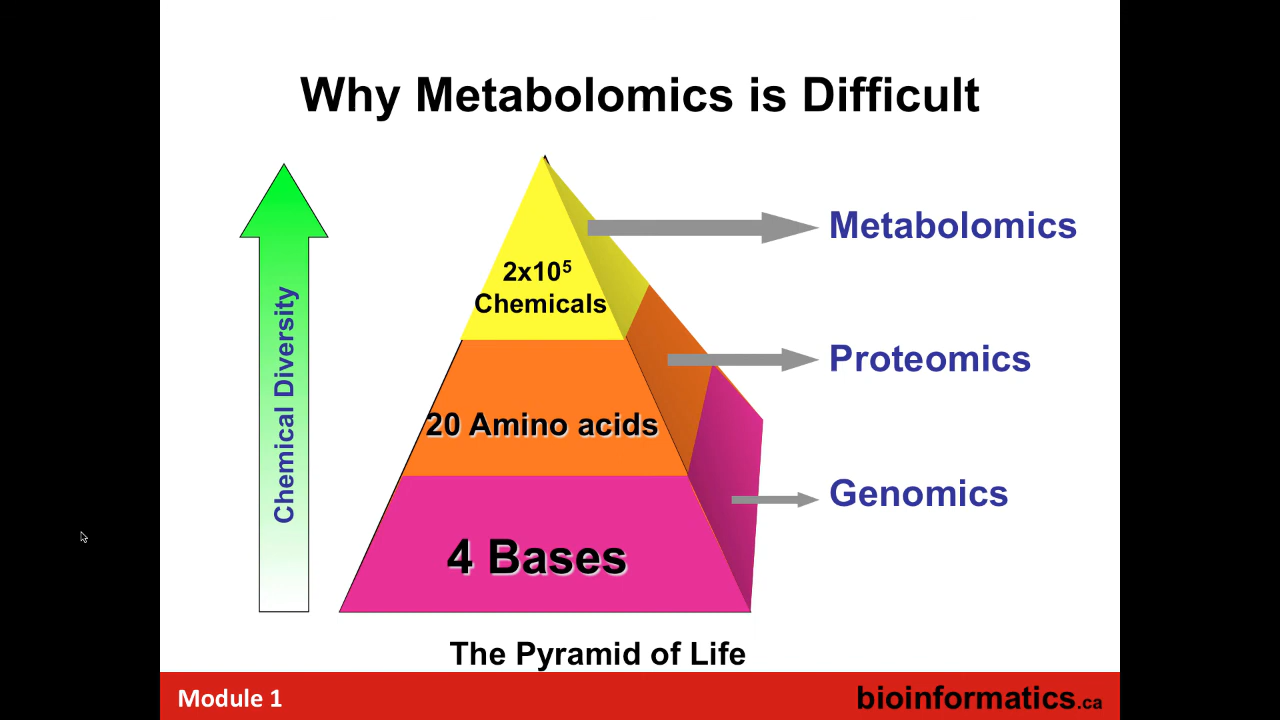 Why Metabolomics is Difficult
Chemical Diversity
2x10⁵
Chemicals
Metabolomics
20 Amino acids
Proteomics
4 Bases
Genomics
The Pyramid of Life
Module 1
bioinformatics.ca